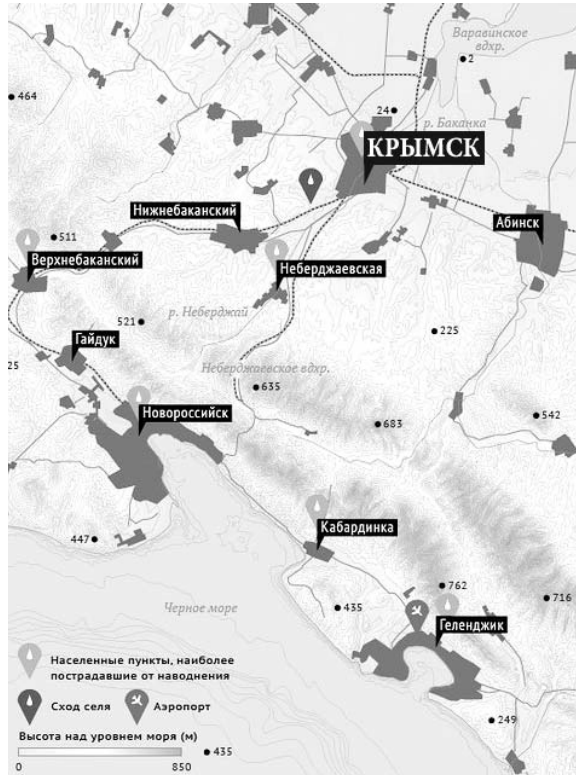 Варавинское
вдхр.
2
464
24
р. Баканка
КРЫМСК
Нижнебаканский
Абинск
511
Верхнебаканский
Неберджаевская
р. Неберджай
521
225
Гайдук
25
Неберджаевское вдхр.
635
Новороссийск
542
683
Кабардинка
447
762
716
435
Черное море
Геленджик
Населенные пункты, наиболее
пострадавшие от наводнения
Сход селя
Аэропорт
249
Высота над уровнем моря (м)
435
0
850